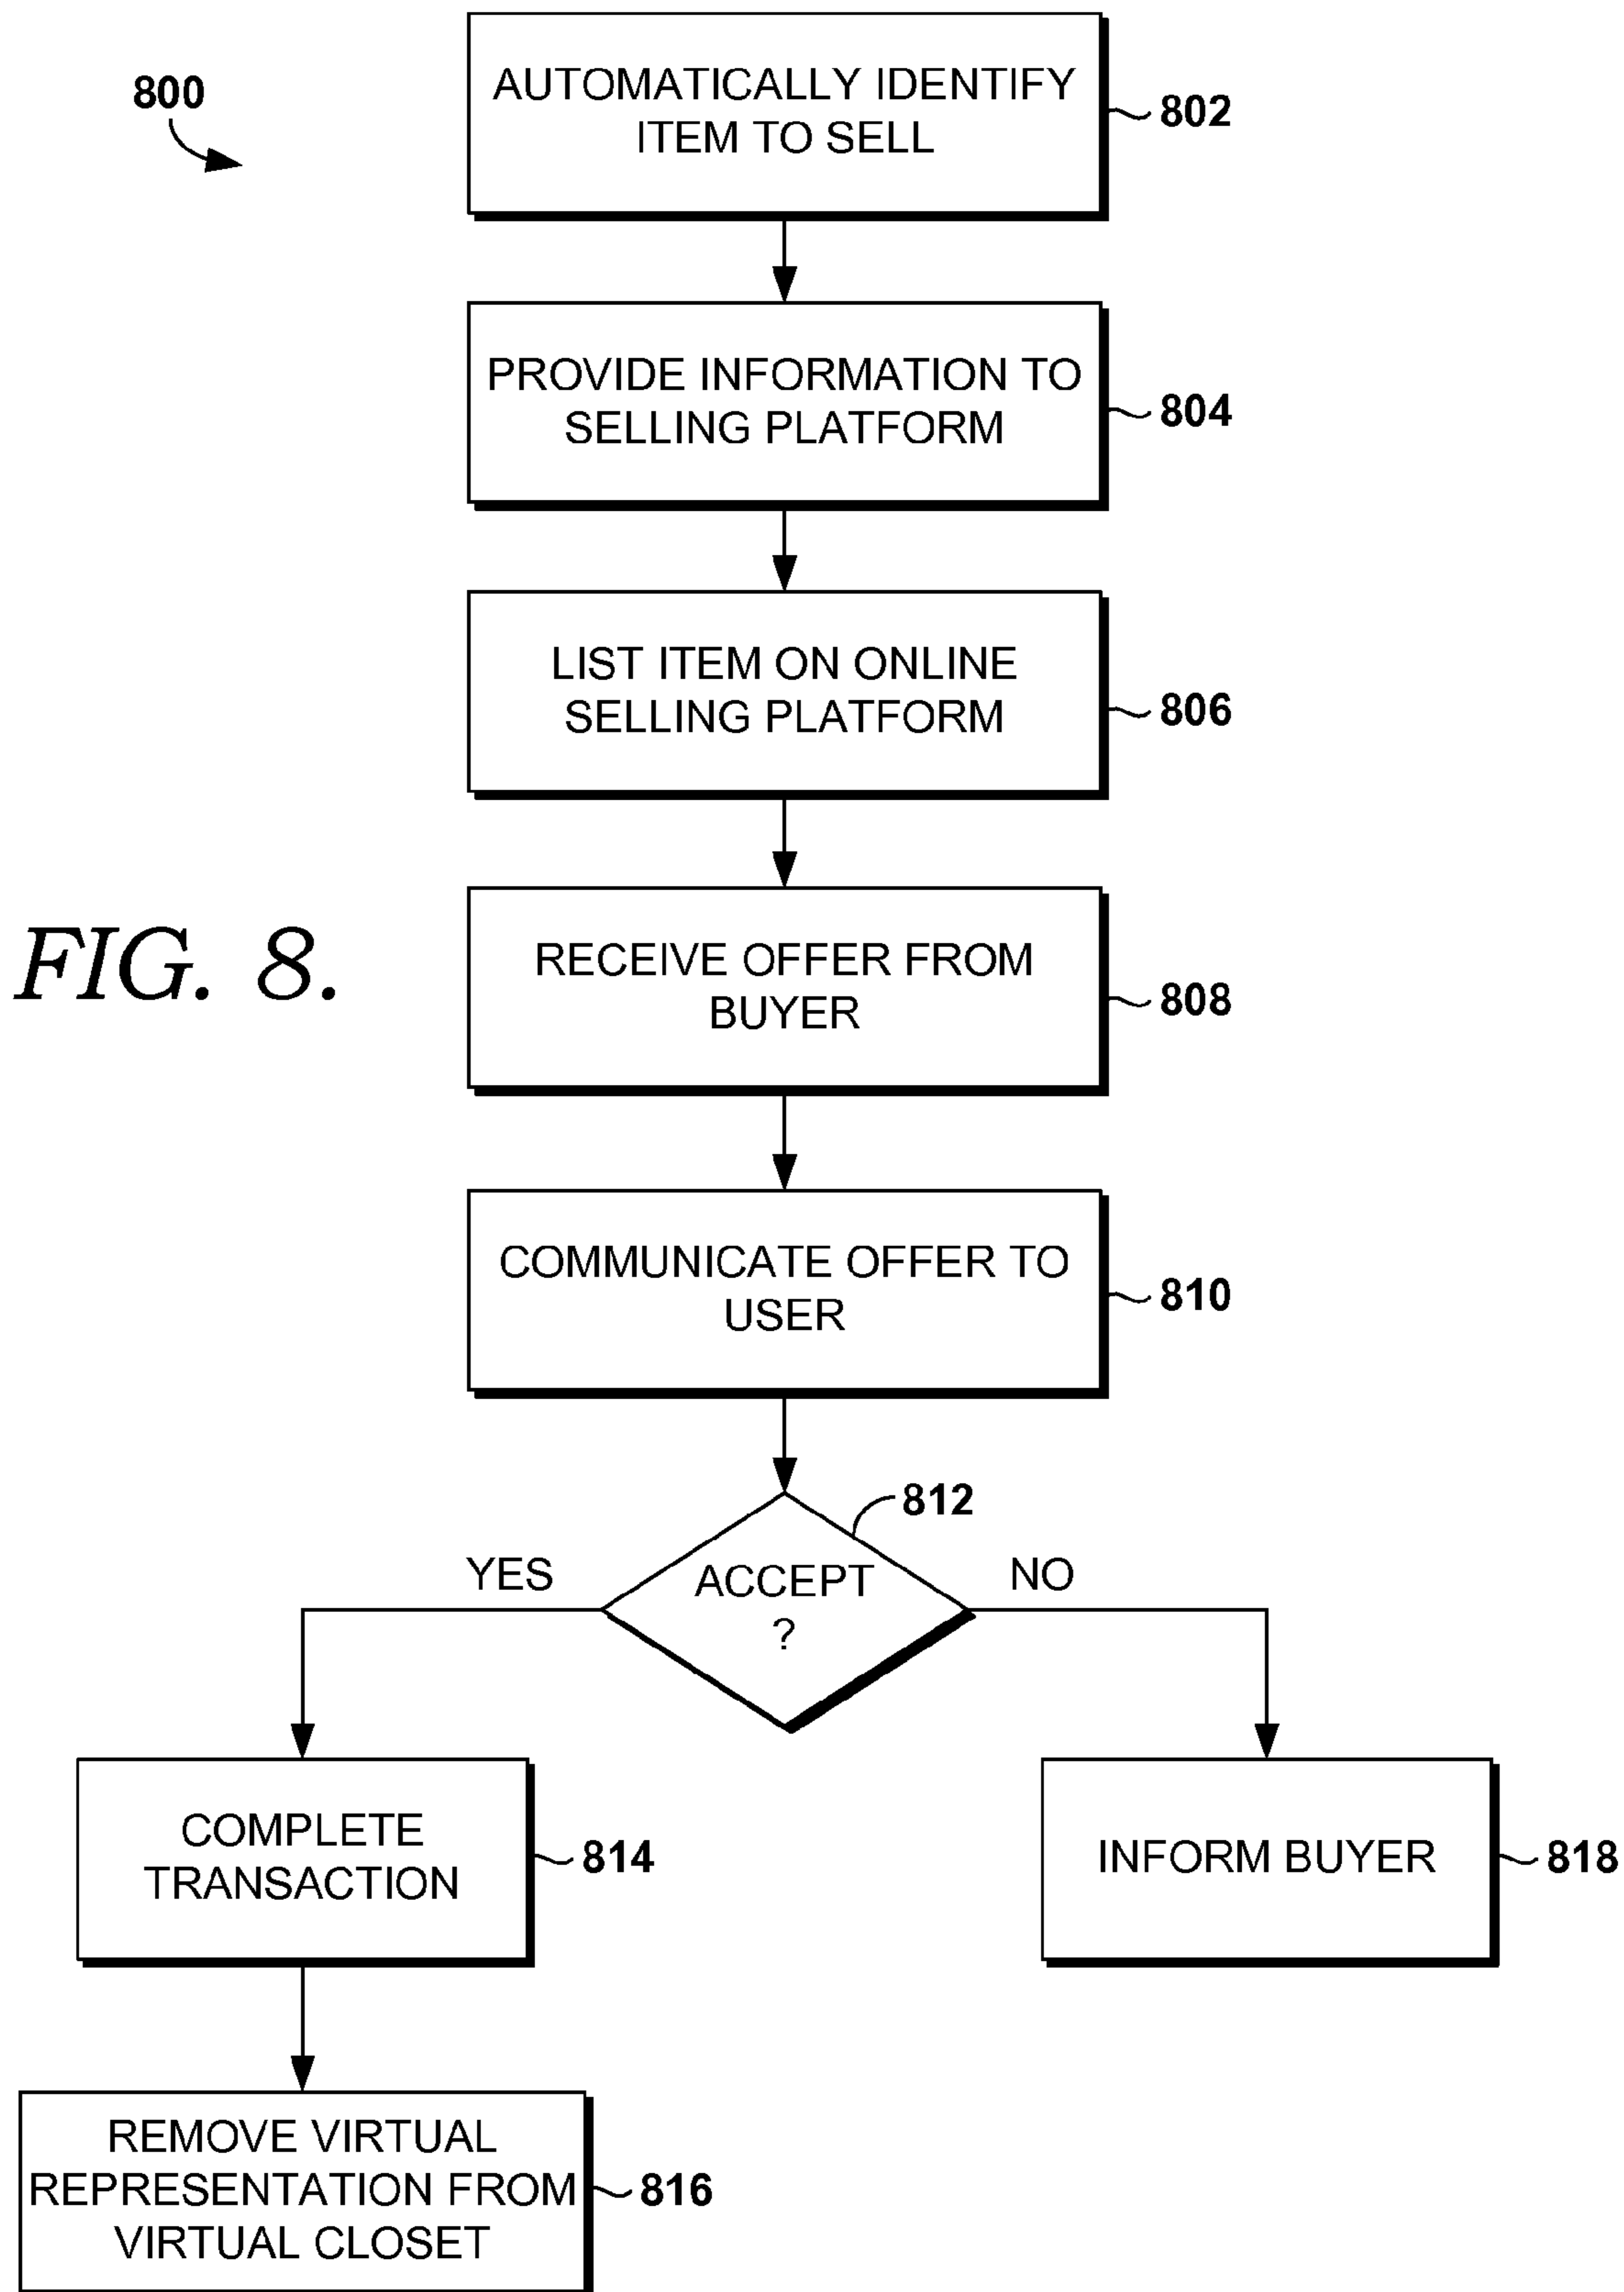 800
AUTOMATICALLY IDENTIFY
ITEM TO SELL
802
PROVIDE INFORMATION TO
SELLING PLATFORM
804
LIST ITEM ON ONLINE
SELLING PLATFORM
806
FIG. 8.
RECEIVE OFFER FROM
BUYER
808
COMMUNICATE OFFER TO
USER
810
812
YES
ACCEPT
?
NO
COMPLETE
TRANSACTION
814
INFORM BUYER
818
REMOVE VIRTUAL
REPRESENTATION FROM
VIRTUAL CLOSET
816